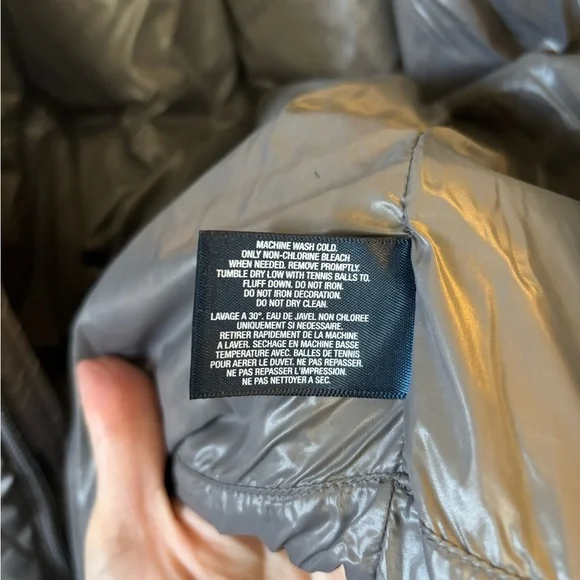 MACHINE WASH COLD.
ONLY NON-CHLORINE BLEACH
WHEN NEEDED. REMOVE PROMPTLY.
TUMBLE DRY LOW WITH TENNIS BALLS TO.
FLUFF DOWN. DO NOT IRON.
DO NOT IRON DECORATION.
DO NOT DRY CLEAN.
LAVAGE A 30°. EAU DE JAVEL NON CHLOREE
UNIQUEMENT SI NECESSAIRE.
RETIRER RAPIDEMENT DE LA MACHINE
A LAVER. SECHAGE EN MACHINE BASSE
TEMPERATURE AVEC. BALLES DE TENNIS
POUR AERER LE DUVET. NE PAS REPASSER.
NE PAS REPASSER L'IMPRESSION.
NE PAS NETTOYER A SEC.